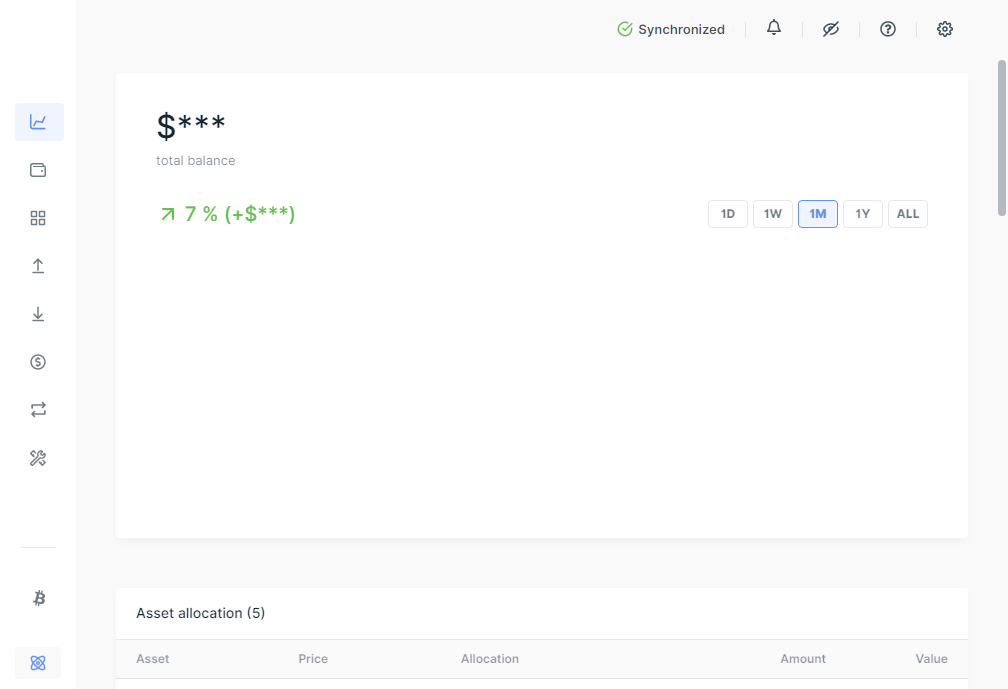 Synchronized
$***
total balance
7 % (+$***)
1D 1W 1M 1Y ALL
Asset allocation (5)
Asset Price Allocation Amount Value